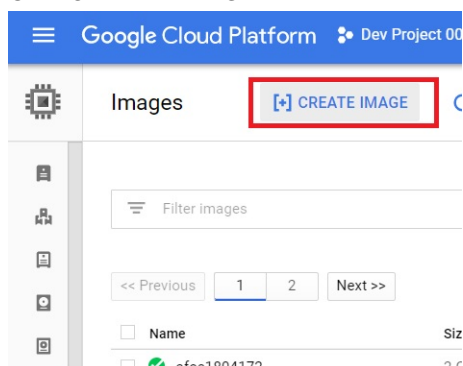 Google Cloud Platform Dev Project 00
Images [+] CREATE IMAGE
Filter images
<< Previous 1 2 Next >>
Name Siz